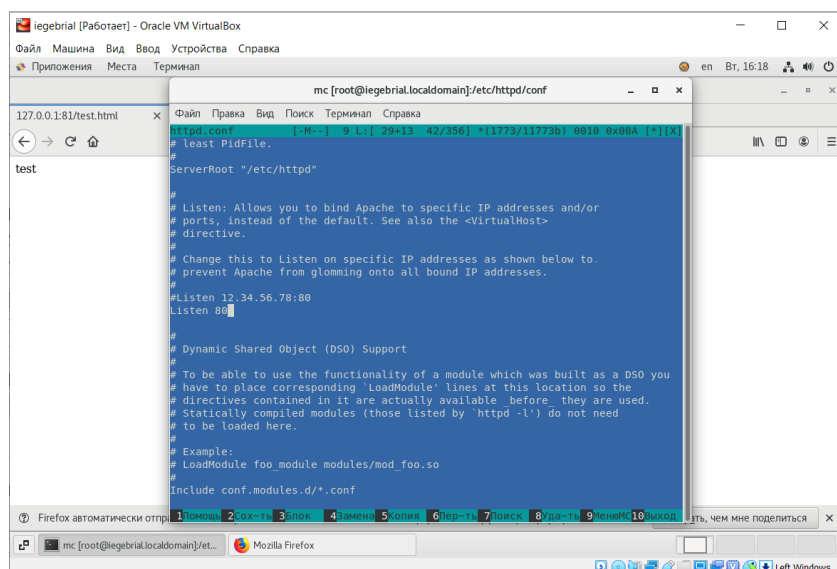 iegebrial [Работает] - Oracle VM VirtualBox
Файл Машина Вид Ввод Устройства Справка
Приложения Места Терминал en Вт, 16:18
mc [root@iegebrial.localdomain]:/etc/httpd/conf
127.0.0.1:81/test.html
Файл Правка Вид Поиск Терминал Справка
httpd.conf [-M--] 9 L:[ 29+13 42/356] *(1773/11773b) 0010 0x00A [*][X]
test
# least PidFile.
#
ServerRoot "/etc/httpd"
#
# Listen: Allows you to bind Apache to specific IP addresses and/or
# ports, instead of the default. See also the <VirtualHost>
# directive.
#
# Change this to Listen on specific IP addresses as shown below to.
# prevent Apache from glomming onto all bound IP addresses.
#
#Listen 12.34.56.78:80
Listen 80
#
# Dynamic Shared Object (DSO) Support
#
# To be able to use the functionality of a module which was built as a DSO you
# have to place corresponding `LoadModule' lines at this location so the
# directives contained in it are actually available _before_ they are used.
# Statically compiled modules (those listed by `httpd -l') do not need
# to be loaded here.
#
# Example:
# LoadModule foo_module modules/mod_foo.so
#
Include conf.modules.d/*.conf
1Помощь 2Сох~ть 3Блок 4Замена 5Копия 6Пер~ть 7Поиск 8Уда~ть 9МенюMC 10Выход
Firefox автоматически отпр ать, чем мне поделиться
mc [root@iegebrial.localdomain]:/et... Mozilla Firefox
Left Windows